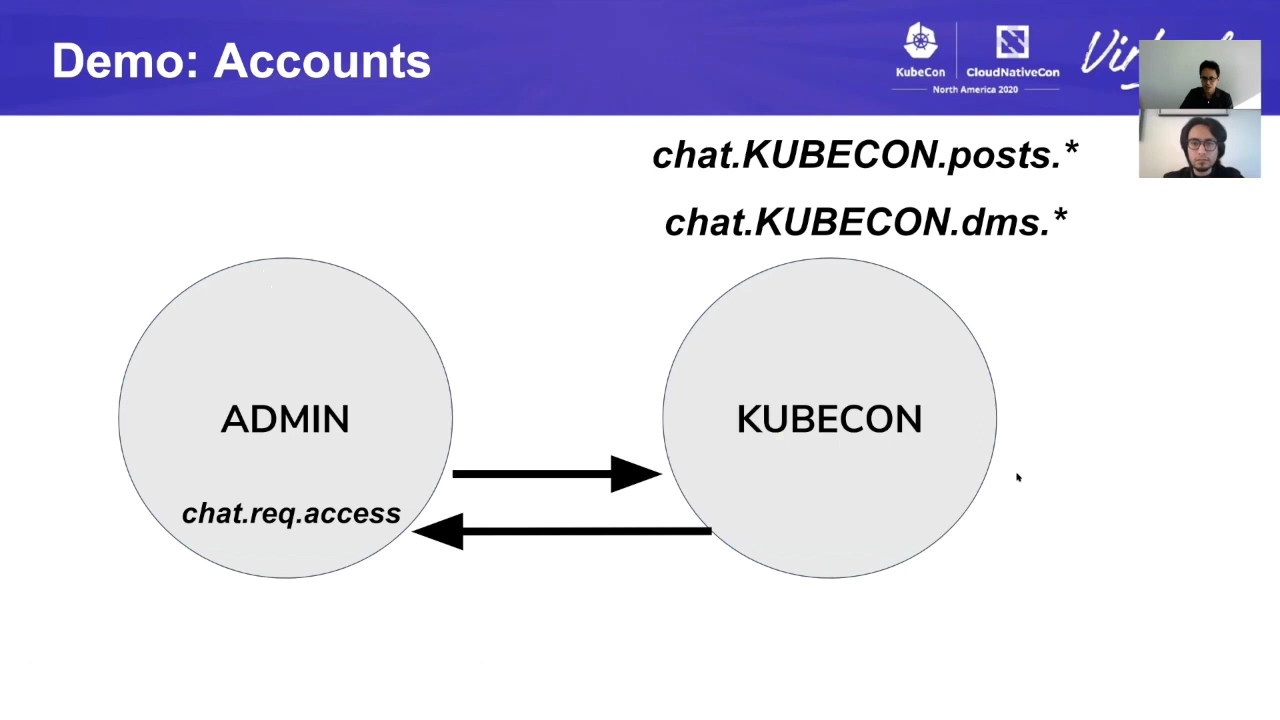 Demo: Accounts
KubeCon
CloudNativeCon
North America 2020
chat.KUBECON.posts.*
chat.KUBECON.dms.*
ADMIN
KUBECON
chat.req.access